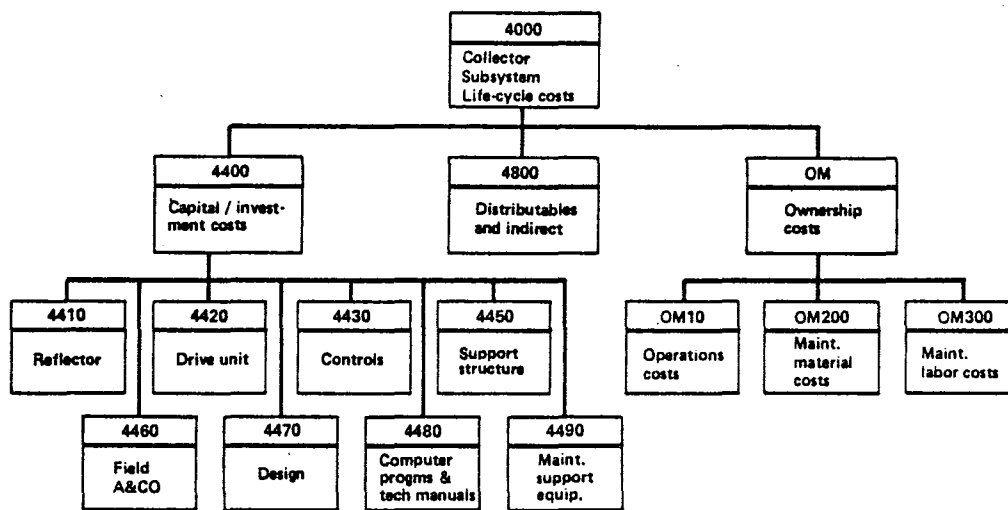 4000
Collector
Subsystem
Life-cycle costs
4400
Capital / invest-
ment costs
4800
Distributables
and indirect
OM
Ownership
costs
4410
Reflector
4420
Drive unit
4430
Controls
4450
Support
structure
OM10
Operations
costs
OM200
Maint.
material
costs
OM300
Maint.
labor costs
4460
Field
A&CO
4470
Design
4480
Computer
progms &
tech manuals
4490
Maint.
support
equip.